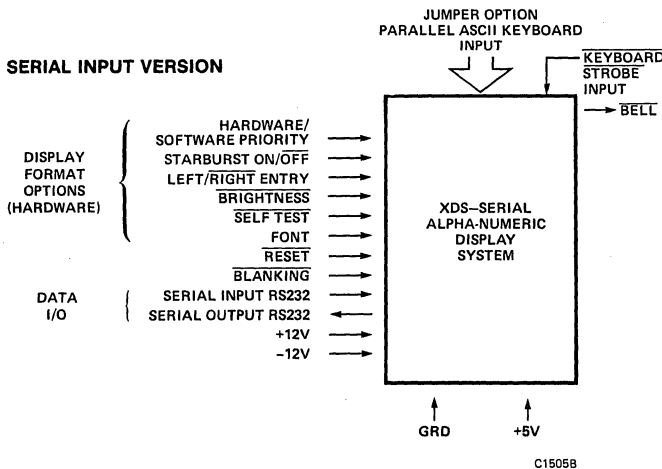 JUMPER OPTION
PARALLEL ASCII KEYBOARD
INPUT
SERIAL INPUT VERSION
KEYBOARD
STROBE
INPUT
BELL
HARDWARE/
SOFTWARE PRIORITY
STARBURST ON/OFF
LEFT/RIGHT ENTRY
BRIGHTNESS
SELF TEST
FONT
RESET
BLANKING
DISPLAY
FORMAT
OPTIONS
(HARDWARE)
XDS–SERIAL
ALPHA-NUMERIC
DISPLAY
SYSTEM
DATA
I/O
SERIAL INPUT RS232
SERIAL OUTPUT RS232
+12V
−12V
GRD
+5V
C1505B